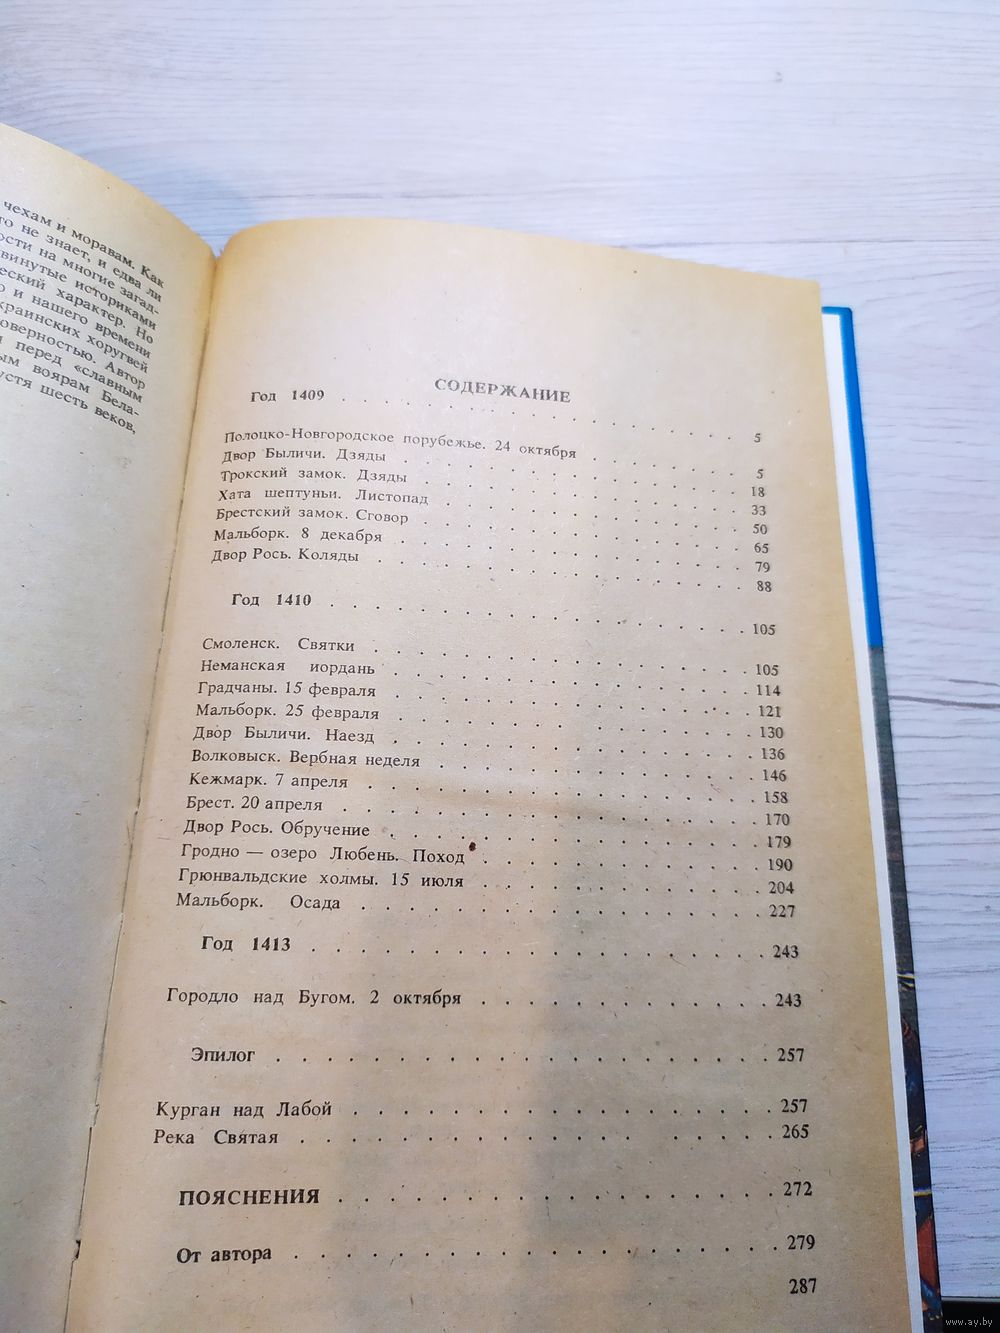 чехам и моравам. Как
то не знает, и едва ли
ости на многие загад-
винутые историками
еский характер. Но
о и нашего времени
краинских хоругвей
оверностью. Автор
перед «славным
ым воярам Бела-
устя шесть веков,
СОДЕРЖАНИЕ
Год 1409 . . . 5
Полоцко-Новгородское порубежье. 24 октября . . . 5
Двор Быличи. Дзяды . . . 18
Трокский замок. Дзяды . . . 33
Хата шептуньи. Листопад . . . 50
Брестский замок. Сговор . . . 65
Мальборк. 8 декабря . . . 79
Двор Рось. Коляды . . . 88
Год 1410 . . . 105
Смоленск. Святки . . . 105
Неманская иордань . . . 114
Градчаны. 15 февраля . . . 121
Мальборк. 25 февраля . . . 130
Двор Быличи. Наезд . . . 136
Волковыск. Вербная неделя . . . 146
Кежмарк. 7 апреля . . . 158
Брест. 20 апреля . . . 170
Двор Рось. Обручение . . . 179
Гродно — озеро Любень. Поход . . . 190
Грюнвальдские холмы. 15 июля . . . 204
Мальборк. Осада . . . 227
Год 1413 . . . 243
Городло над Бугом. 2 октября . . . 243
Эпилог . . . 257
Курган над Лабой . . . 257
Река Святая . . . 265
ПОЯСНЕНИЯ . . . 272
От автора . . . 279
287
www.ay.by